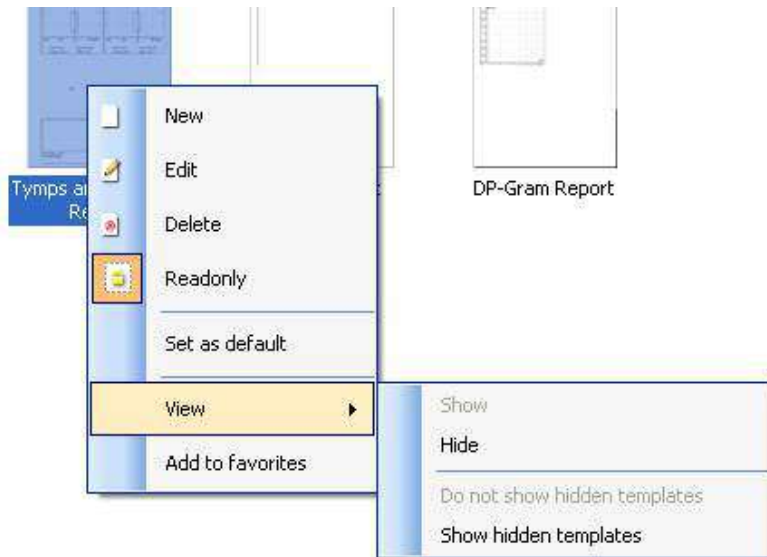 New
Edit
Tymps a
Re
DP-Gram Report
Delete
Readonly
Set as default
View
Show
Hide
Add to favorites
Do not show hidden templates
Show hidden templates